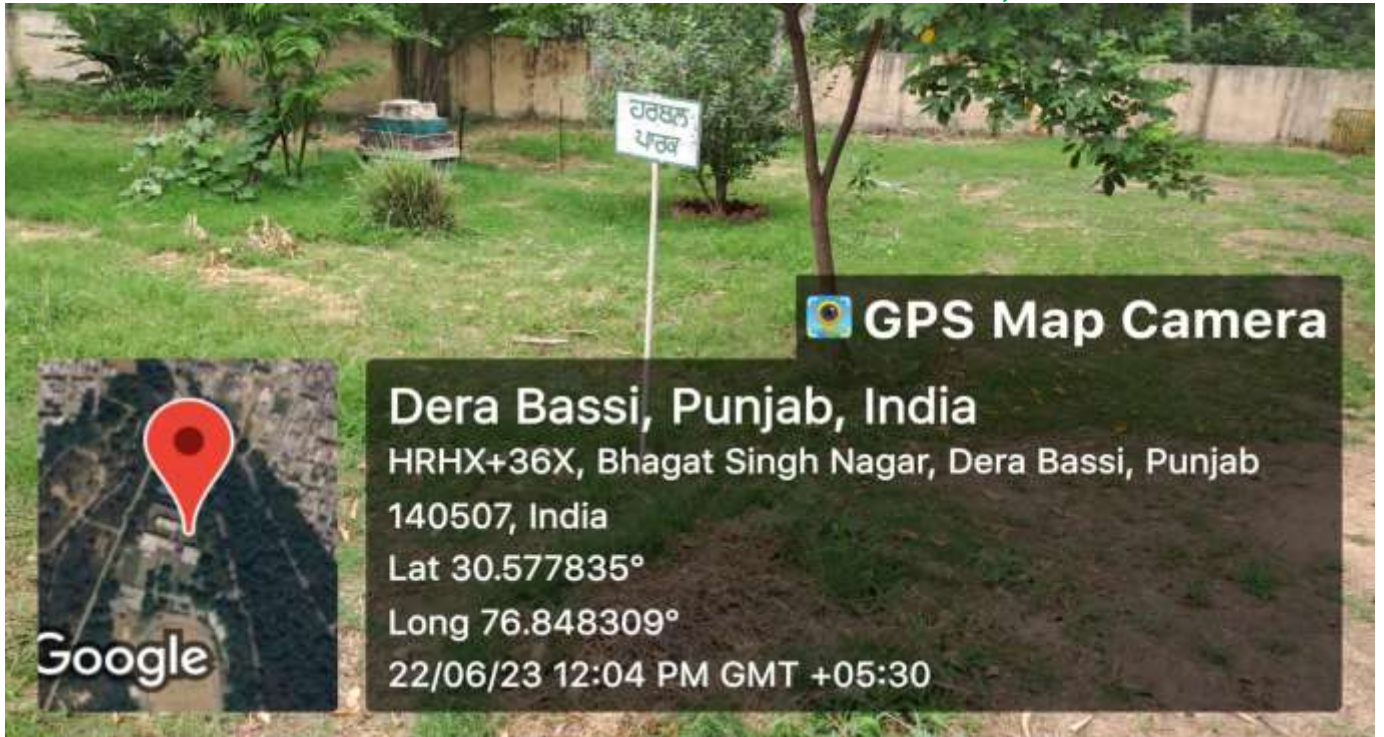 ਹਰਬਲ
ਪਾਰਕ
GPS Map Camera
Dera Bassi, Punjab, India
HRHX+36X, Bhagat Singh Nagar, Dera Bassi, Punjab
140507, India
Lat 30.577835°
Long 76.848309°
22/06/23 12:04 PM GMT +05:30
Google